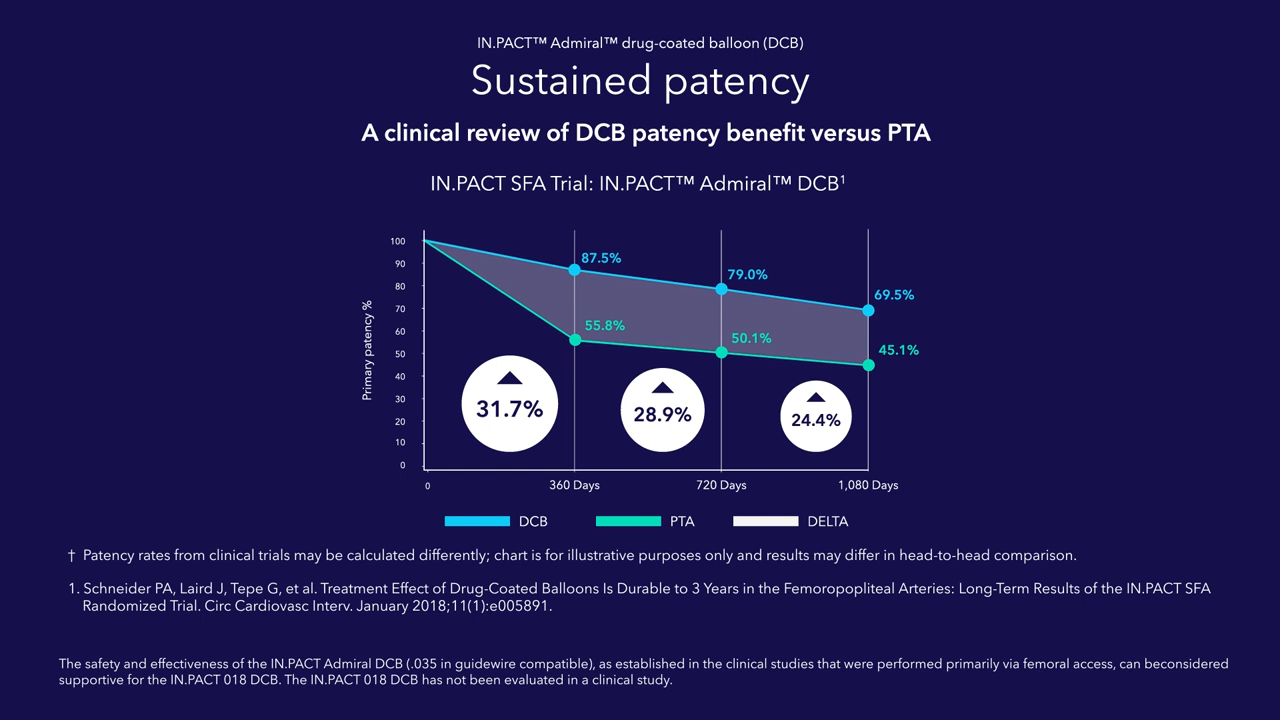 IN.PACT™ Admiral™ drug-coated balloon (DCB)
Sustained patency
A clinical review of DCB patency benefit versus PTA
IN.PACT SFA Trial: IN.PACT™ Admiral™ DCB¹
Primary patency %
100
90
80
70
60
50
40
30
20
10
0
87.5%
79.0%
69.5%
55.8%
50.1%
45.1%
31.7%
28.9%
24.4%
0
360 Days
720 Days
1,080 Days
DCB
PTA
DELTA
† Patency rates from clinical trials may be calculated differently; chart is for illustrative purposes only and results may differ in head-to-head comparison.
1. Schneider PA, Laird J, Tepe G, et al. Treatment Effect of Drug-Coated Balloons Is Durable to 3 Years in the Femoropopliteal Arteries: Long-Term Results of the IN.PACT SFA
Randomized Trial. Circ Cardiovasc Interv. January 2018;11(1):e005891.
The safety and effectiveness of the IN.PACT Admiral DCB (.035 in guidewire compatible), as established in the clinical studies that were performed primarily via femoral access, can beconsidered
supportive for the IN.PACT 018 DCB. The IN.PACT 018 DCB has not been evaluated in a clinical study.